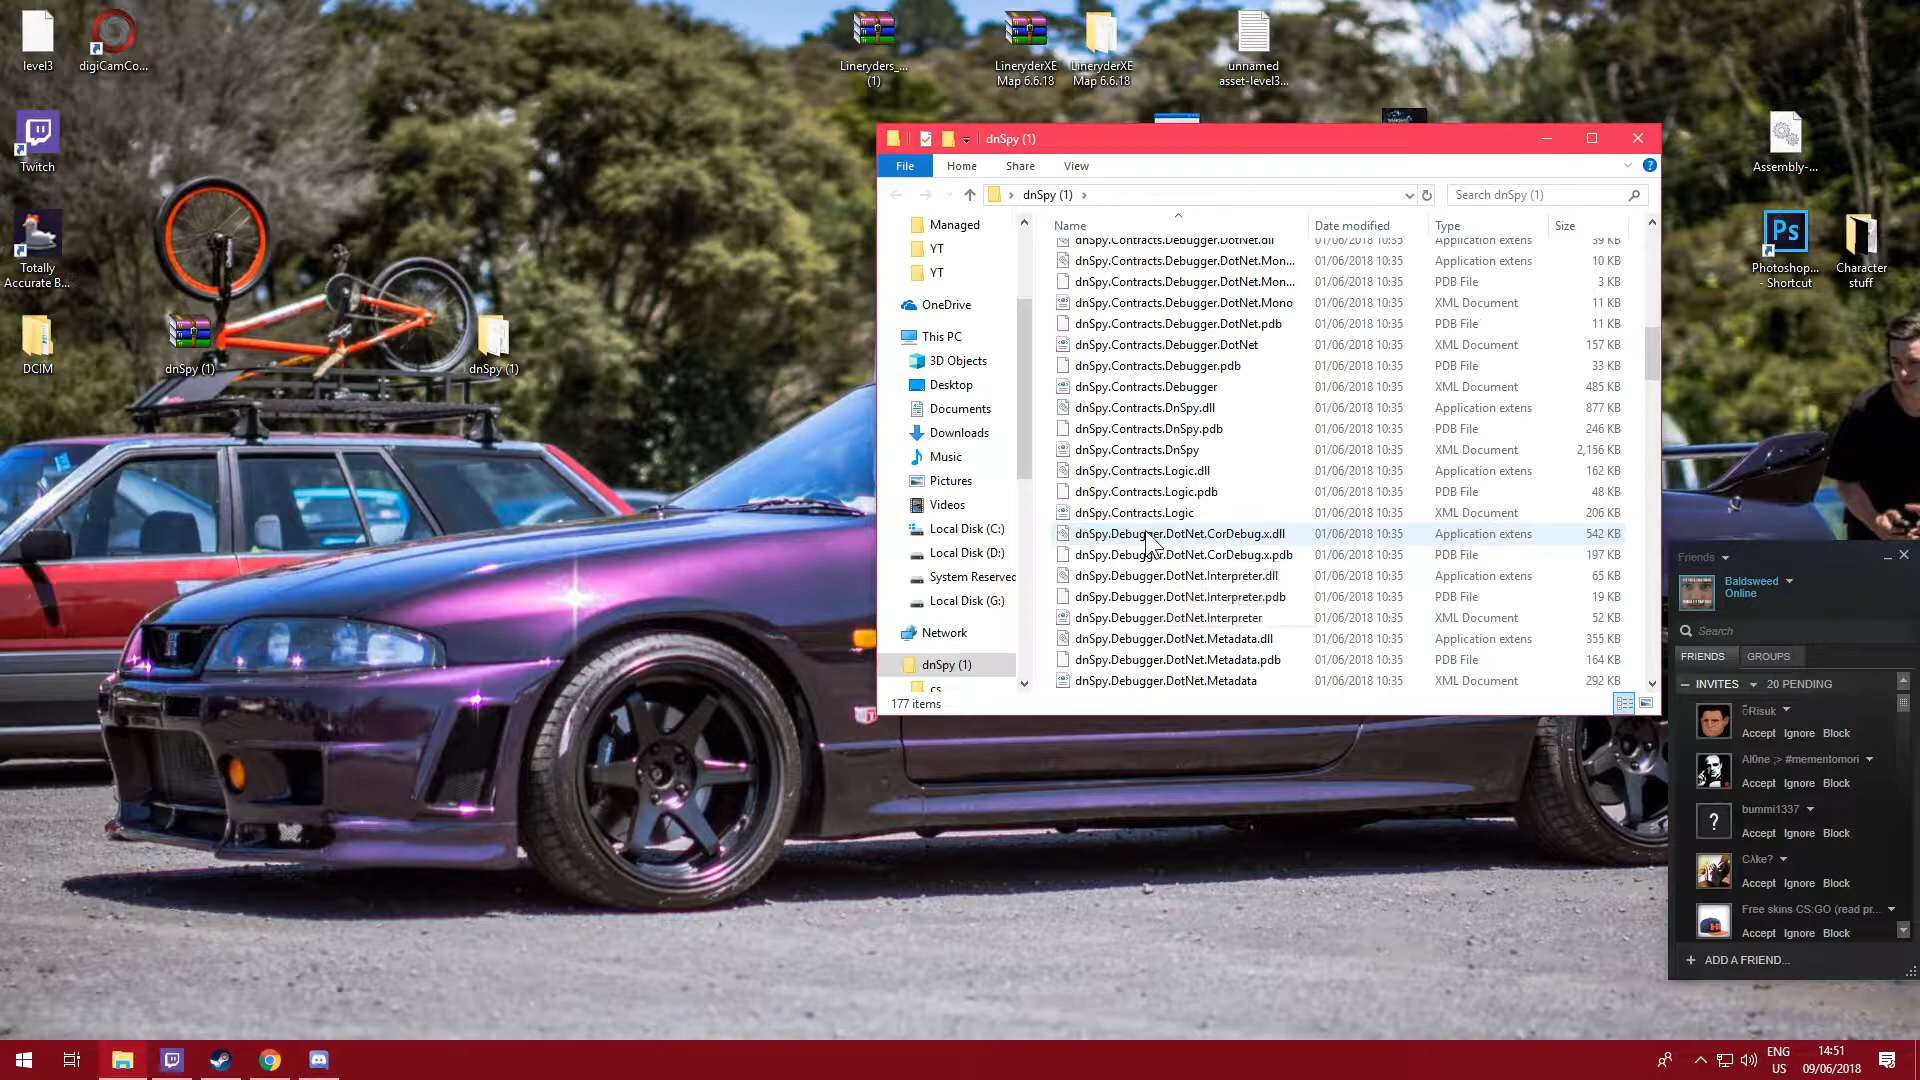 level3
digiCamCo...
Lineryders_...
(1)
LineryderXE
Map 6.6.18
LineryderXE
Map 6.6.18
unnamed
asset-level3...
Twitch
Assembly-...
Totally
Accurate B...
Ps
Photoshop...
- Shortcut
Character
stuff
DCIM
dnSpy (1)
dnSpy (1)
dnSpy (1)
File Home Share View
dnSpy (1)
Search dnSpy (1)
Managed
YT
YT
OneDrive
This PC
3D Objects
Desktop
Documents
Downloads
Music
Pictures
Videos
Local Disk (C:)
Local Disk (D:)
System Reserved
Local Disk (G:)
Network
dnSpy (1)
cs
Name Date modified Type Size
dnSpy.Contracts.Debugger.DotNet.dll 01/06/2018 10:35 Application extens 39 KB
dnSpy.Contracts.Debugger.DotNet.Mon... 01/06/2018 10:35 Application extens 10 KB
dnSpy.Contracts.Debugger.DotNet.Mon... 01/06/2018 10:35 PDB File 3 KB
dnSpy.Contracts.Debugger.DotNet.Mono 01/06/2018 10:35 XML Document 11 KB
dnSpy.Contracts.Debugger.DotNet.pdb 01/06/2018 10:35 PDB File 11 KB
dnSpy.Contracts.Debugger.DotNet 01/06/2018 10:35 XML Document 157 KB
dnSpy.Contracts.Debugger.pdb 01/06/2018 10:35 PDB File 33 KB
dnSpy.Contracts.Debugger 01/06/2018 10:35 XML Document 485 KB
dnSpy.Contracts.DnSpy.dll 01/06/2018 10:35 Application extens 877 KB
dnSpy.Contracts.DnSpy.pdb 01/06/2018 10:35 PDB File 246 KB
dnSpy.Contracts.DnSpy 01/06/2018 10:35 XML Document 2,156 KB
dnSpy.Contracts.Logic.dll 01/06/2018 10:35 Application extens 162 KB
dnSpy.Contracts.Logic.pdb 01/06/2018 10:35 PDB File 48 KB
dnSpy.Contracts.Logic 01/06/2018 10:35 XML Document 206 KB
dnSpy.Debugger.DotNet.CorDebug.x.dll 01/06/2018 10:35 Application extens 542 KB
dnSpy.Debugger.DotNet.CorDebug.x.pdb 01/06/2018 10:35 PDB File 197 KB
dnSpy.Debugger.DotNet.Interpreter.dll 01/06/2018 10:35 Application extens 65 KB
dnSpy.Debugger.DotNet.Interpreter.pdb 01/06/2018 10:35 PDB File 19 KB
dnSpy.Debugger.DotNet.Interpreter 01/06/2018 10:35 XML Document 52 KB
dnSpy.Debugger.DotNet.Metadata.dll 01/06/2018 10:35 Application extens 355 KB
dnSpy.Debugger.DotNet.Metadata.pdb 01/06/2018 10:35 PDB File 164 KB
dnSpy.Debugger.DotNet.Metadata 01/06/2018 10:35 XML Document 292 KB
177 items
Friends
Baldsweed
Online
Search
FRIENDS GROUPS
INVITES 20 PENDING
Accept Ignore Block
Al0ne ;> #mementomori
Accept Ignore Block
bummi1337
? Accept Ignore Block
Cλke?
Accept Ignore Block
Free skins CS:GO (read pr...
Accept Ignore Block
+ ADD A FRIEND...
ENG
US
14:51
09/06/2018